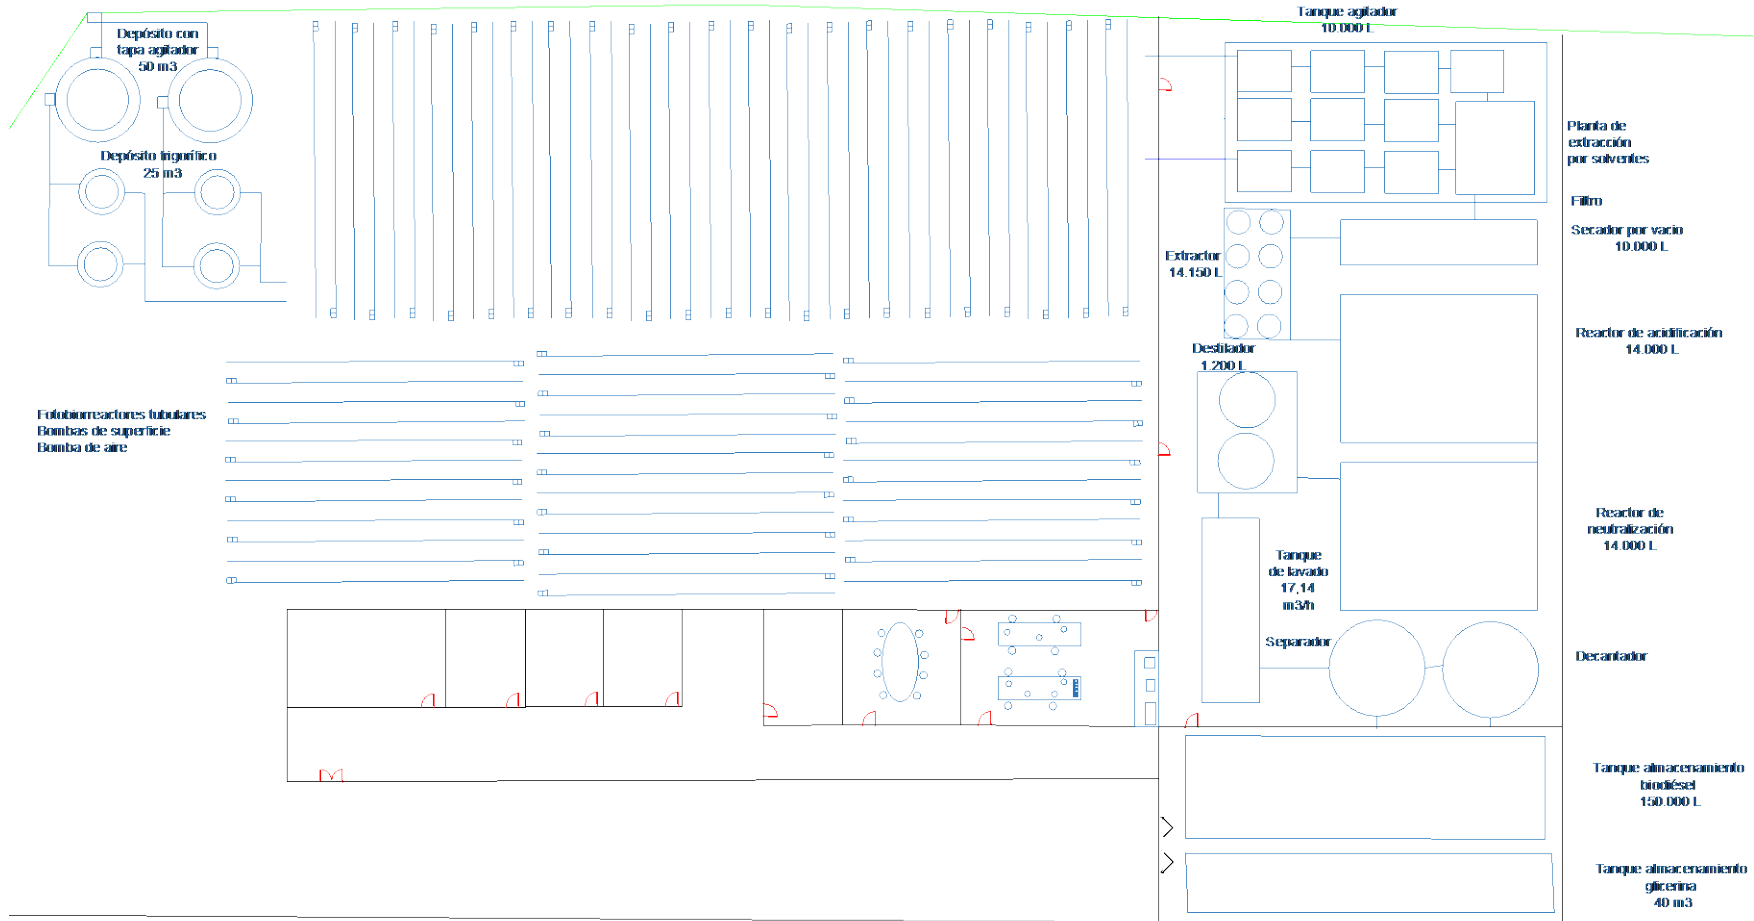 Depósito con
tapa agitador
50 m3
Depósito frigorífico
25 m3
Fotobiorreactores tubulares
Bombas de superficie
Bomba de aire
Tanque agitador
10.000 L
Planta de
extracción
por solventes
Filtro
Secador por vacio
10.000 L
Extractor
14.150 L
Reactor de acidificación
14.000 L
Destilador
1.200 L
Reactor de
neutralización
14.000 L
Tanque
de lavado
17,14
m3/h
Separador
Decantador
Tanque almacenamiento
biodiésel
150.000 L
Tanque almacenamiento
glicerina
40 m3